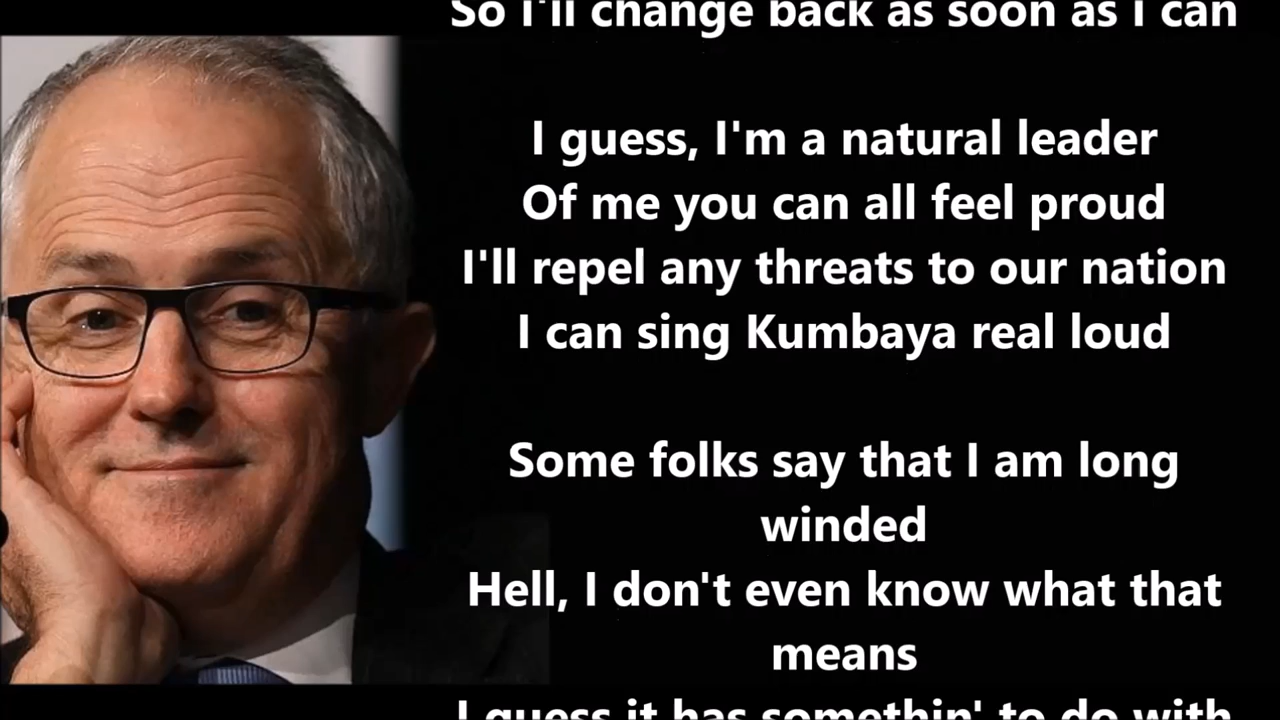 So I'll change back as soon as I can
I guess, I'm a natural leader
Of me you can all feel proud
I'll repel any threats to our nation
I can sing Kumbaya real loud
Some folks say that I am long
winded
Hell, I don't even know what that
means
I guess it has somethin' to do with